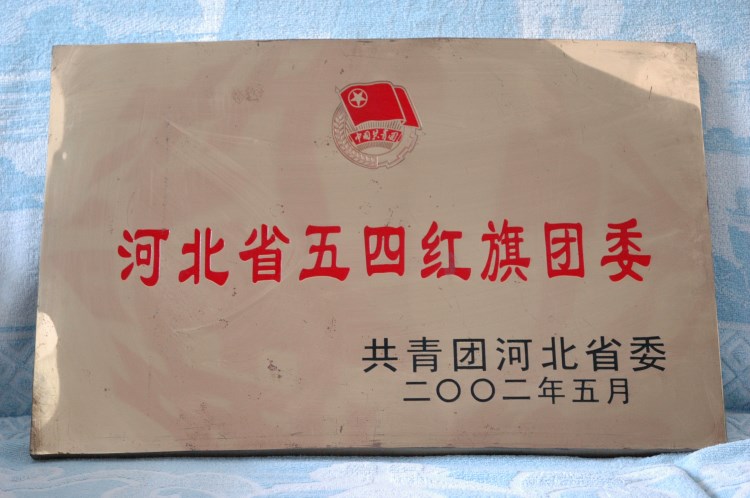 中国共青团
河北省五四红旗团委
共青团河北省委
二〇〇二年五月